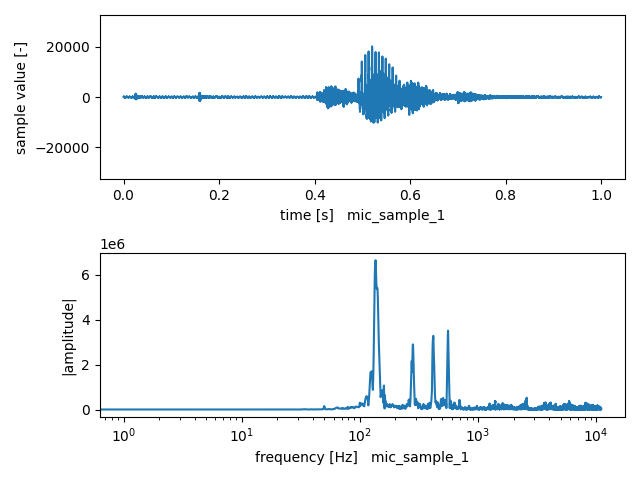 20000
0
−20000
sample value [-]
0.0 0.2 0.4 0.6 0.8 1.0
time [s]   mic_sample_1
1e6
6
4
2
0
|amplitude|
10^0 10^1 10^2 10^3 10^4
frequency [Hz]   mic_sample_1